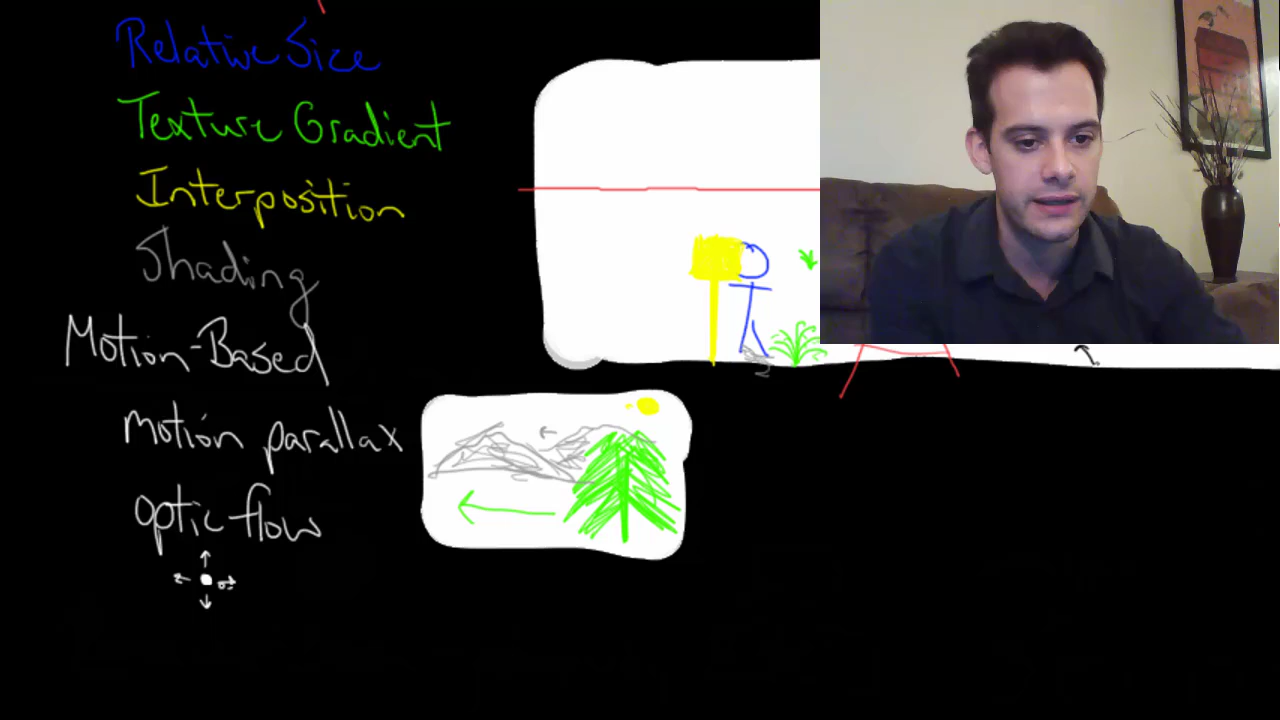 Relative Size
Texture Gradient
Interposition
Shading
Motion-Based
motion parallax
optic flow